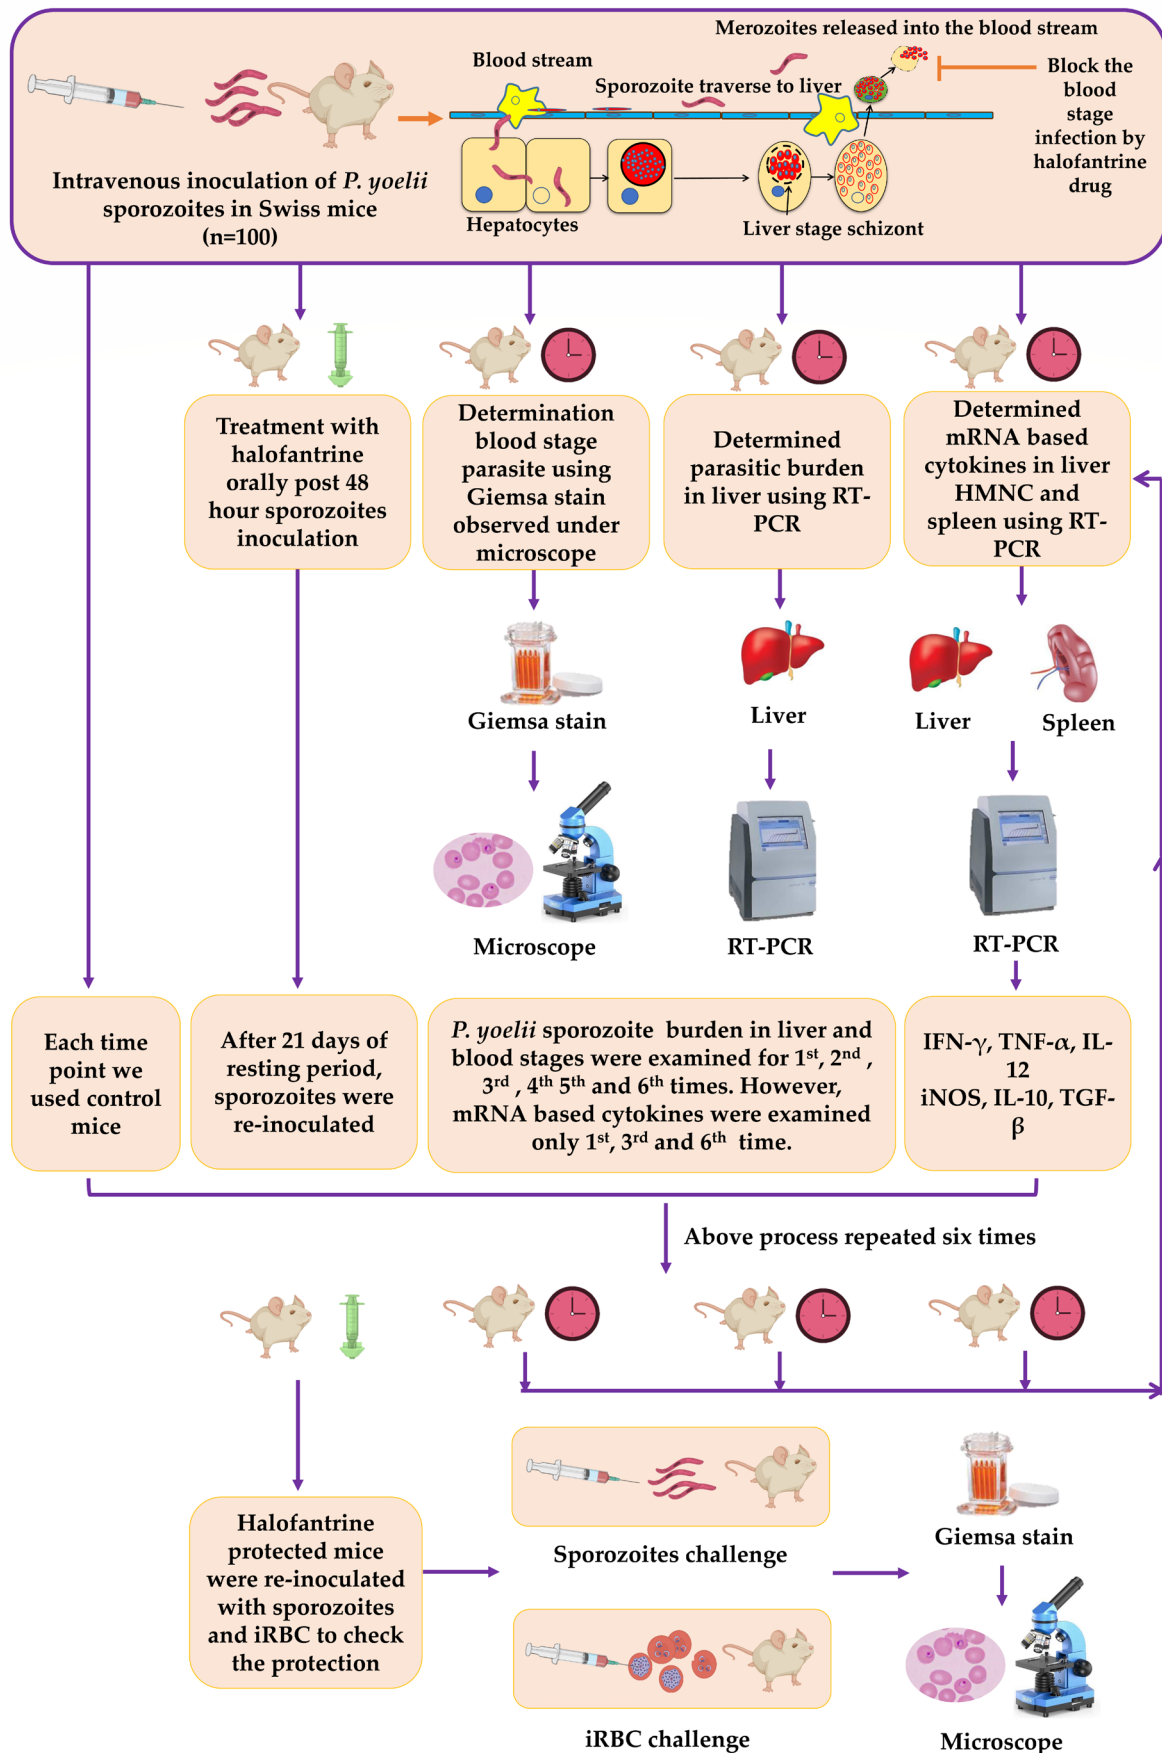 Merozoites released into the blood stream
Blood stream
Sporozoite traverse to liver
Block the
blood
stage
infection by
halofantrine
drug
Intravenous inoculation of P. yoelii
sporozoites in Swiss mice
(n=100)
Hepatocytes
Liver stage schizont
Treatment with
halofantrine
orally post 48
hour sporozoites
inoculation
Determination
blood stage
parasite using
Giemsa stain
observed under
microscope
Determined
parasitic burden
in liver using RT-
PCR
Determined
mRNA based
cytokines in liver
HMNC and
spleen using RT-
PCR
Giemsa stain
Liver
Liver
Spleen
Microscope
RT-PCR
RT-PCR
Each time
point we
used control
mice
After 21 days of
resting period,
sporozoites were
re-inoculated
P. yoelii sporozoite burden in liver and
blood stages were examined for 1st, 2nd ,
3rd , 4th 5th and 6th times. However,
mRNA based cytokines were examined
only 1st, 3rd and 6th time.
IFN-γ, TNF-α, IL-
12
iNOS, IL-10, TGF-
β
Above process repeated six times
Halofantrine
protected mice
were re-inoculated
with sporozoites
and iRBC to check
the protection
Sporozoites challenge
iRBC challenge
Giemsa stain
Microscope